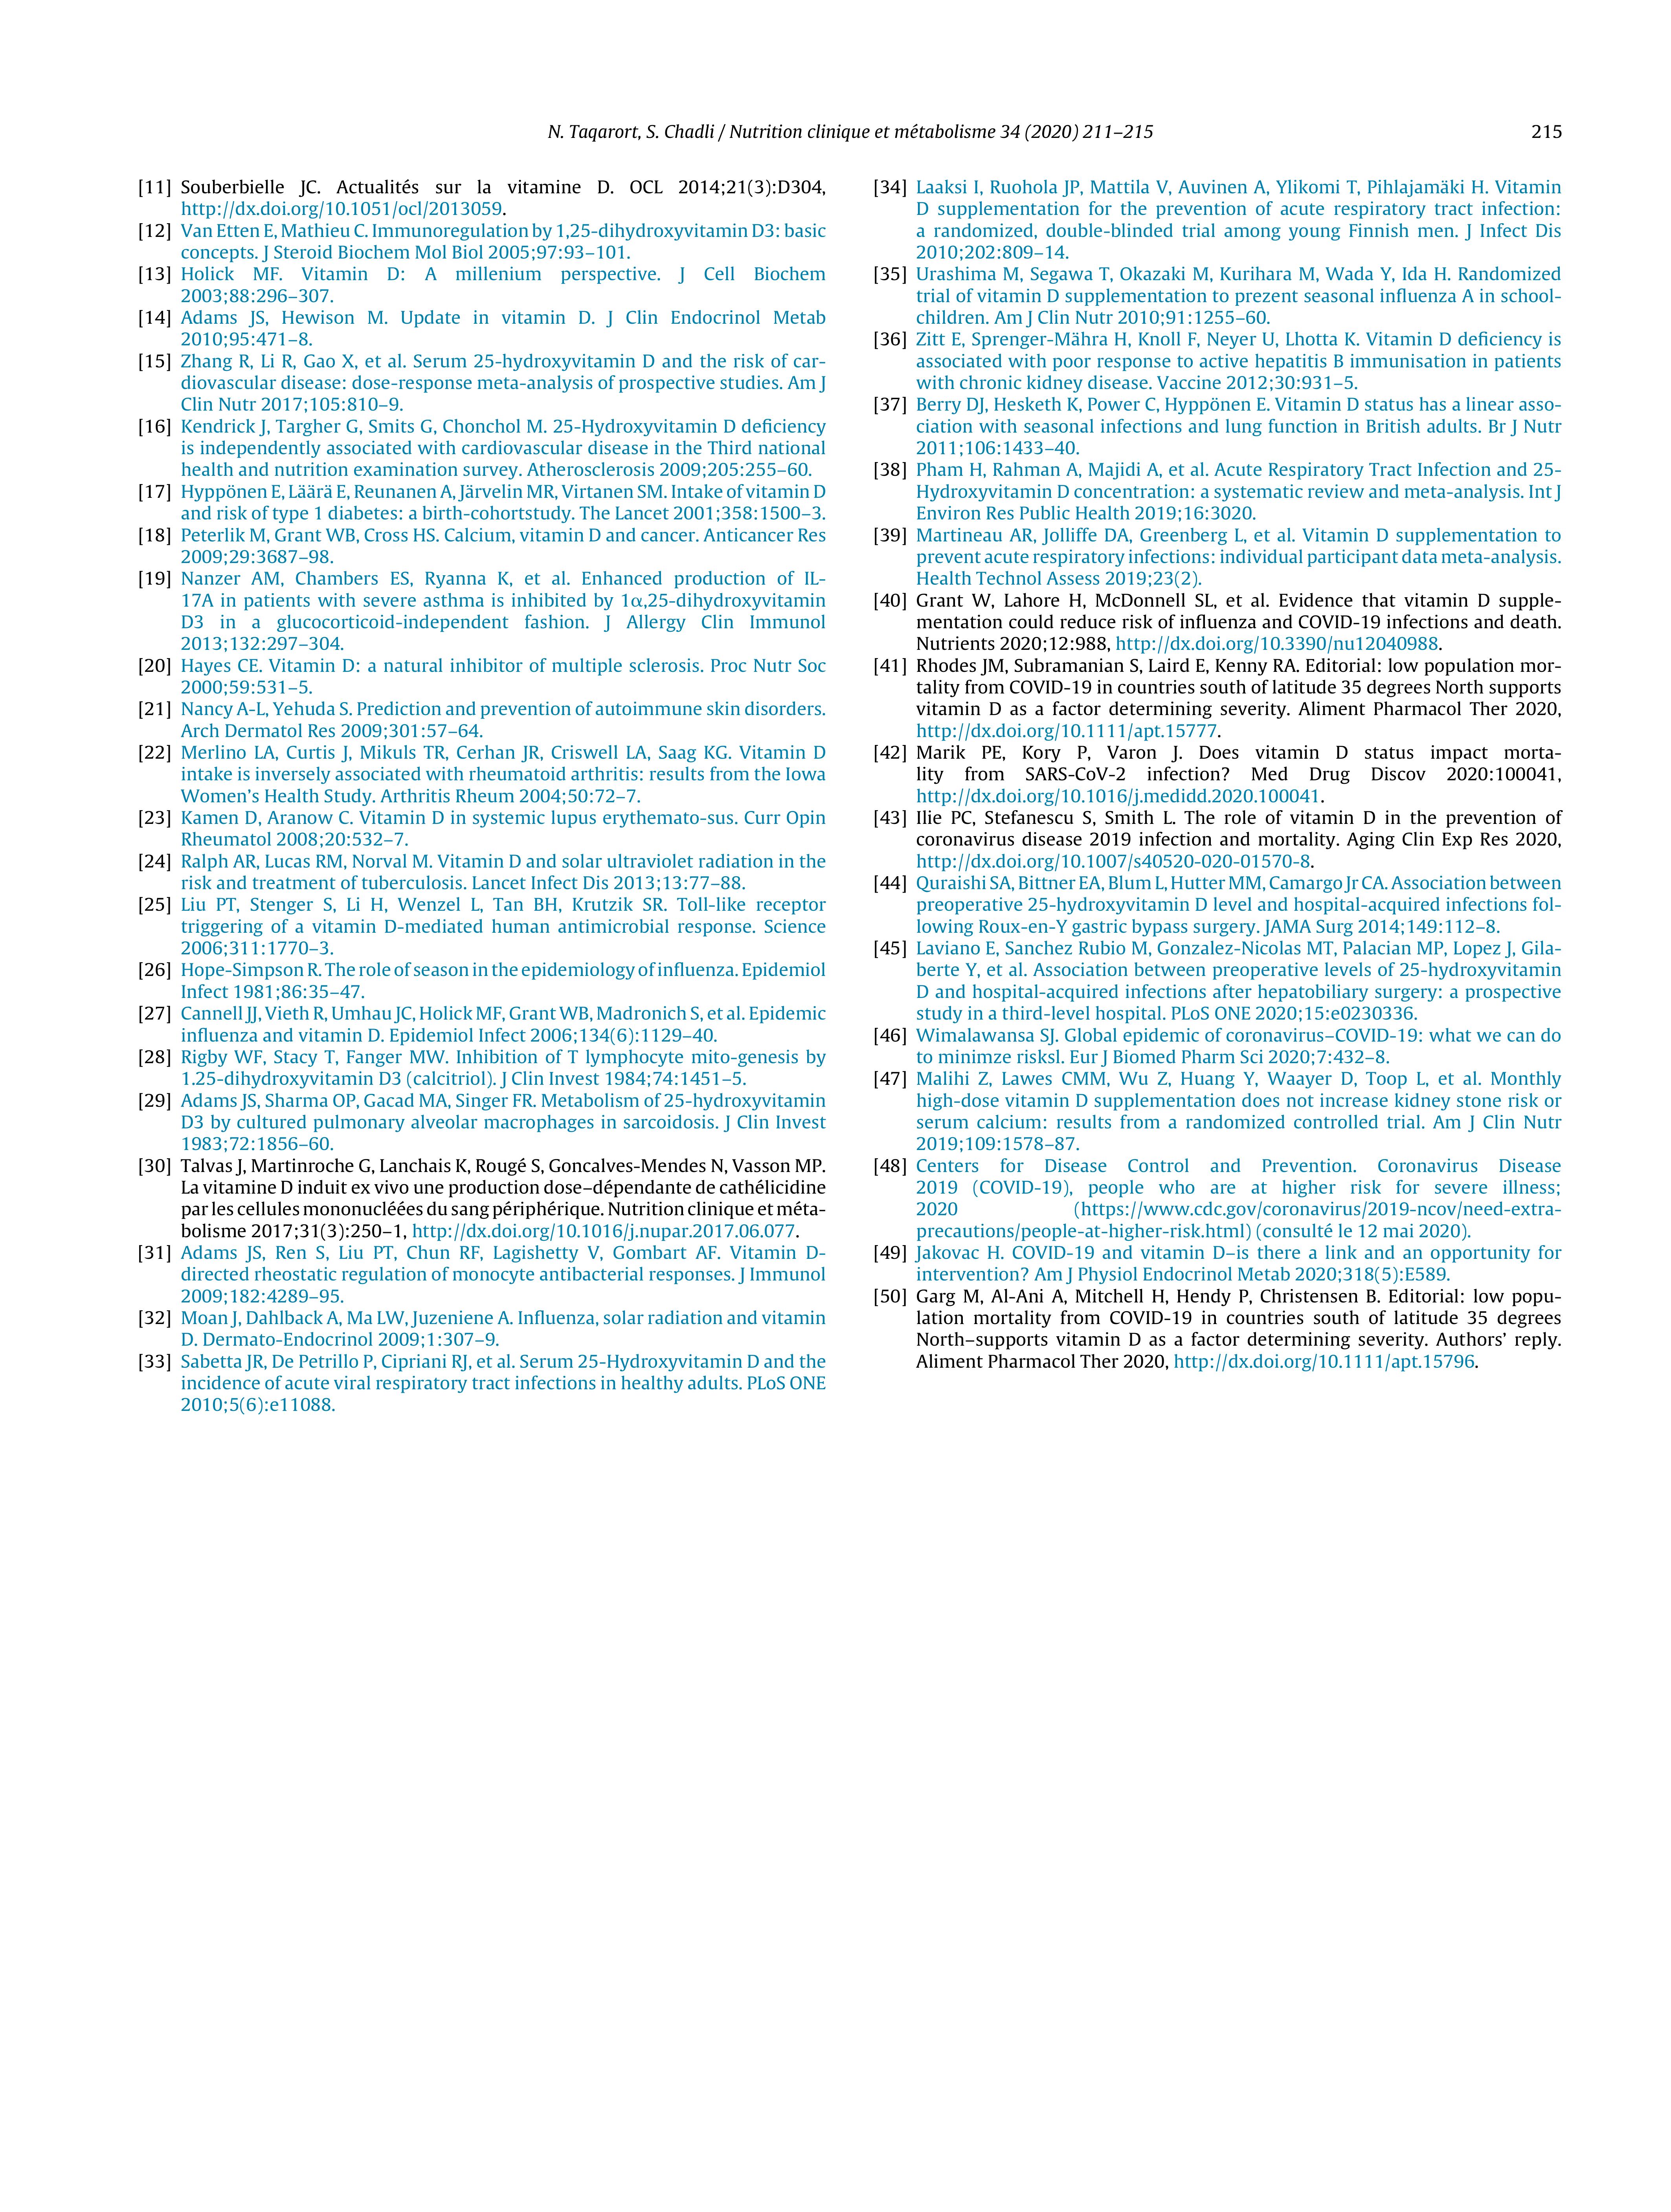 N. Taqarort, S. Chadli / Nutrition clinique et métabolisme 34 (2020) 211–215
215
[11] Souberbielle JC. Actualités sur la vitamine D. OCL 2014;21(3):D304,
http://dx.doi.org/10.1051/ocl/2013059.
[12] Van Etten E, Mathieu C. Immunoregulation by 1,25-dihydroxyvitamin D3: basic
concepts. J Steroid Biochem Mol Biol 2005;97:93–101.
[13] Holick MF. Vitamin D: A millenium perspective. J Cell Biochem
2003;88:296–307.
[14] Adams JS, Hewison M. Update in vitamin D. J Clin Endocrinol Metab
2010;95:471–8.
[15] Zhang R, Li R, Gao X, et al. Serum 25-hydroxyvitamin D and the risk of car-
diovascular disease: dose-response meta-analysis of prospective studies. Am J
Clin Nutr 2017;105:810–9.
[16] Kendrick J, Targher G, Smits G, Chonchol M. 25-Hydroxyvitamin D deficiency
is independently associated with cardiovascular disease in the Third national
health and nutrition examination survey. Atherosclerosis 2009;205:255–60.
[17] Hyppönen E, Läärä E, Reunanen A, Järvelin MR, Virtanen SM. Intake of vitamin D
and risk of type 1 diabetes: a birth-cohortstudy. The Lancet 2001;358:1500–3.
[18] Peterlik M, Grant WB, Cross HS. Calcium, vitamin D and cancer. Anticancer Res
2009;29:3687–98.
[19] Nanzer AM, Chambers ES, Ryanna K, et al. Enhanced production of IL-
17A in patients with severe asthma is inhibited by 1α,25-dihydroxyvitamin
D3 in a glucocorticoid-independent fashion. J Allergy Clin Immunol
2013;132:297–304.
[20] Hayes CE. Vitamin D: a natural inhibitor of multiple sclerosis. Proc Nutr Soc
2000;59:531–5.
[21] Nancy A-L, Yehuda S. Prediction and prevention of autoimmune skin disorders.
Arch Dermatol Res 2009;301:57–64.
[22] Merlino LA, Curtis J, Mikuls TR, Cerhan JR, Criswell LA, Saag KG. Vitamin D
intake is inversely associated with rheumatoid arthritis: results from the Iowa
Women's Health Study. Arthritis Rheum 2004;50:72–7.
[23] Kamen D, Aranow C. Vitamin D in systemic lupus erythemato-sus. Curr Opin
Rheumatol 2008;20:532–7.
[24] Ralph AR, Lucas RM, Norval M. Vitamin D and solar ultraviolet radiation in the
risk and treatment of tuberculosis. Lancet Infect Dis 2013;13:77–88.
[25] Liu PT, Stenger S, Li H, Wenzel L, Tan BH, Krutzik SR. Toll-like receptor
triggering of a vitamin D-mediated human antimicrobial response. Science
2006;311:1770–3.
[26] Hope-Simpson R. The role of season in the epidemiology of influenza. Epidemiol
Infect 1981;86:35–47.
[27] Cannell JJ, Vieth R, Umhau JC, Holick MF, Grant WB, Madronich S, et al. Epidemic
influenza and vitamin D. Epidemiol Infect 2006;134(6):1129–40.
[28] Rigby WF, Stacy T, Fanger MW. Inhibition of T lymphocyte mito-genesis by
1.25-dihydroxyvitamin D3 (calcitriol). J Clin Invest 1984;74:1451–5.
[29] Adams JS, Sharma OP, Gacad MA, Singer FR. Metabolism of 25-hydroxyvitamin
D3 by cultured pulmonary alveolar macrophages in sarcoidosis. J Clin Invest
1983;72:1856–60.
[30] Talvas J, Martinroche G, Lanchais K, Rougé S, Goncalves-Mendes N, Vasson MP.
La vitamine D induit ex vivo une production dose–dépendante de cathélicidine
par les cellules mononucléées du sang périphérique. Nutrition clinique et méta-
bolisme 2017;31(3):250–1, http://dx.doi.org/10.1016/j.nupar.2017.06.077.
[31] Adams JS, Ren S, Liu PT, Chun RF, Lagishetty V, Gombart AF. Vitamin D-
directed rheostatic regulation of monocyte antibacterial responses. J Immunol
2009;182:4289–95.
[32] Moan J, Dahlback A, Ma LW, Juzeniene A. Influenza, solar radiation and vitamin
D. Dermato-Endocrinol 2009;1:307–9.
[33] Sabetta JR, De Petrillo P, Cipriani RJ, et al. Serum 25-Hydroxyvitamin D and the
incidence of acute viral respiratory tract infections in healthy adults. PLoS ONE
2010;5(6):e11088.
[34] Laaksi I, Ruohola JP, Mattila V, Auvinen A, Ylikomi T, Pihlajamäki H. Vitamin
D supplementation for the prevention of acute respiratory tract infection:
a randomized, double-blinded trial among young Finnish men. J Infect Dis
2010;202:809–14.
[35] Urashima M, Segawa T, Okazaki M, Kurihara M, Wada Y, Ida H. Randomized
trial of vitamin D supplementation to prezent seasonal influenza A in school-
children. Am J Clin Nutr 2010;91:1255–60.
[36] Zitt E, Sprenger-Mähra H, Knoll F, Neyer U, Lhotta K. Vitamin D deficiency is
associated with poor response to active hepatitis B immunisation in patients
with chronic kidney disease. Vaccine 2012;30:931–5.
[37] Berry DJ, Hesketh K, Power C, Hyppönen E. Vitamin D status has a linear asso-
ciation with seasonal infections and lung function in British adults. Br J Nutr
2011;106:1433–40.
[38] Pham H, Rahman A, Majidi A, et al. Acute Respiratory Tract Infection and 25-
Hydroxyvitamin D concentration: a systematic review and meta-analysis. Int J
Environ Res Public Health 2019;16:3020.
[39] Martineau AR, Jolliffe DA, Greenberg L, et al. Vitamin D supplementation to
prevent acute respiratory infections: individual participant data meta-analysis.
Health Technol Assess 2019;23(2).
[40] Grant W, Lahore H, McDonnell SL, et al. Evidence that vitamin D supple-
mentation could reduce risk of influenza and COVID-19 infections and death.
Nutrients 2020;12:988, http://dx.doi.org/10.3390/nu12040988.
[41] Rhodes JM, Subramanian S, Laird E, Kenny RA. Editorial: low population mor-
tality from COVID-19 in countries south of latitude 35 degrees North supports
vitamin D as a factor determining severity. Aliment Pharmacol Ther 2020,
http://dx.doi.org/10.1111/apt.15777.
[42] Marik PE, Kory P, Varon J. Does vitamin D status impact morta-
lity from SARS-CoV-2 infection? Med Drug Discov 2020:100041,
http://dx.doi.org/10.1016/j.medidd.2020.100041.
[43] Ilie PC, Stefanescu S, Smith L. The role of vitamin D in the prevention of
coronavirus disease 2019 infection and mortality. Aging Clin Exp Res 2020,
http://dx.doi.org/10.1007/s40520-020-01570-8.
[44] Quraishi SA, Bittner EA, Blum L, Hutter MM, Camargo Jr CA. Association between
preoperative 25-hydroxyvitamin D level and hospital-acquired infections fol-
lowing Roux-en-Y gastric bypass surgery. JAMA Surg 2014;149:112–8.
[45] Laviano E, Sanchez Rubio M, Gonzalez-Nicolas MT, Palacian MP, Lopez J, Gila-
berte Y, et al. Association between preoperative levels of 25-hydroxyvitamin
D and hospital-acquired infections after hepatobiliary surgery: a prospective
study in a third-level hospital. PLoS ONE 2020;15:e0230336.
[46] Wimalawansa SJ. Global epidemic of coronavirus–COVID-19: what we can do
to minimze risksl. Eur J Biomed Pharm Sci 2020;7:432–8.
[47] Malihi Z, Lawes CMM, Wu Z, Huang Y, Waayer D, Toop L, et al. Monthly
high-dose vitamin D supplementation does not increase kidney stone risk or
serum calcium: results from a randomized controlled trial. Am J Clin Nutr
2019;109:1578–87.
[48] Centers for Disease Control and Prevention. Coronavirus Disease
2019 (COVID-19), people who are at higher risk for severe illness;
2020 (https://www.cdc.gov/coronavirus/2019-ncov/need-extra-
precautions/people-at-higher-risk.html) (consulté le 12 mai 2020).
[49] Jakovac H. COVID-19 and vitamin D–is there a link and an opportunity for
intervention? Am J Physiol Endocrinol Metab 2020;318(5):E589.
[50] Garg M, Al-Ani A, Mitchell H, Hendy P, Christensen B. Editorial: low popu-
lation mortality from COVID-19 in countries south of latitude 35 degrees
North–supports vitamin D as a factor determining severity. Authors' reply.
Aliment Pharmacol Ther 2020, http://dx.doi.org/10.1111/apt.15796.